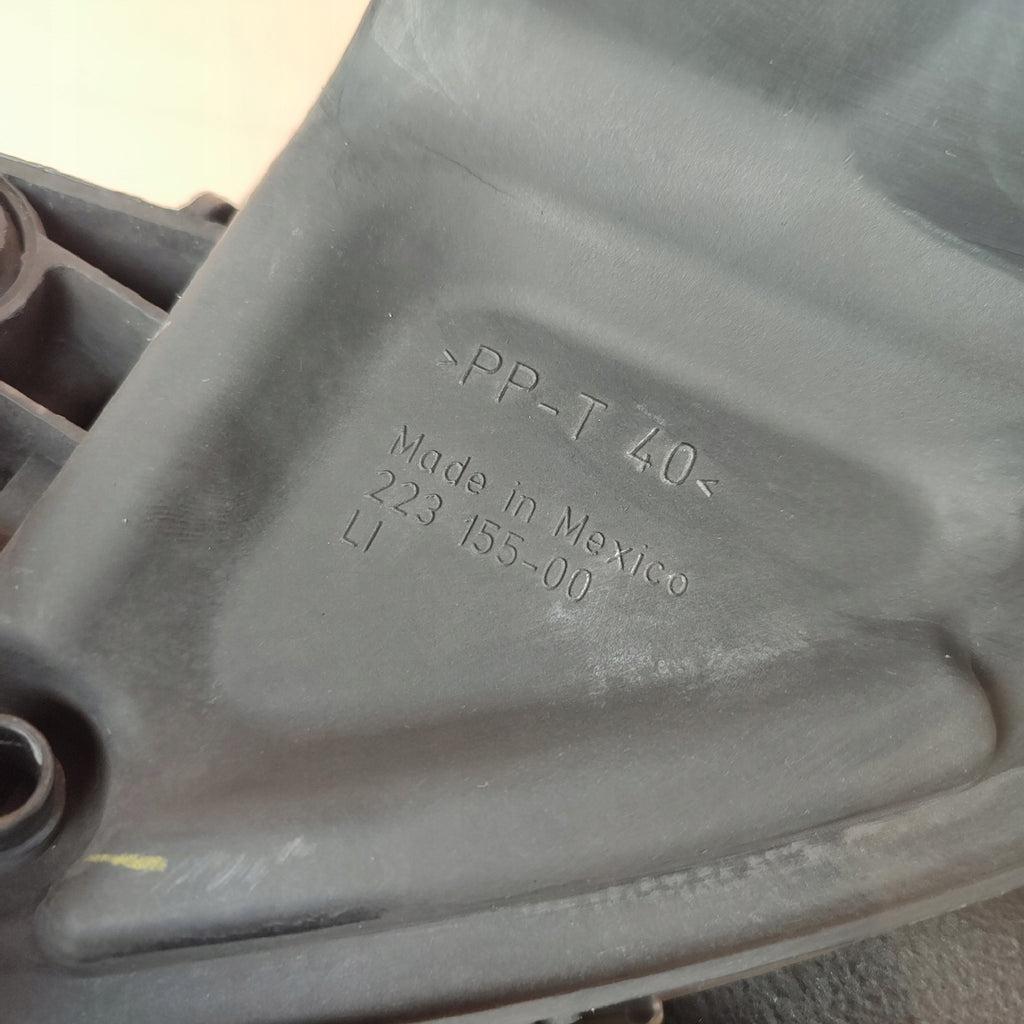 >PP-T 40<
Made in Mexico
223 155-00
LI